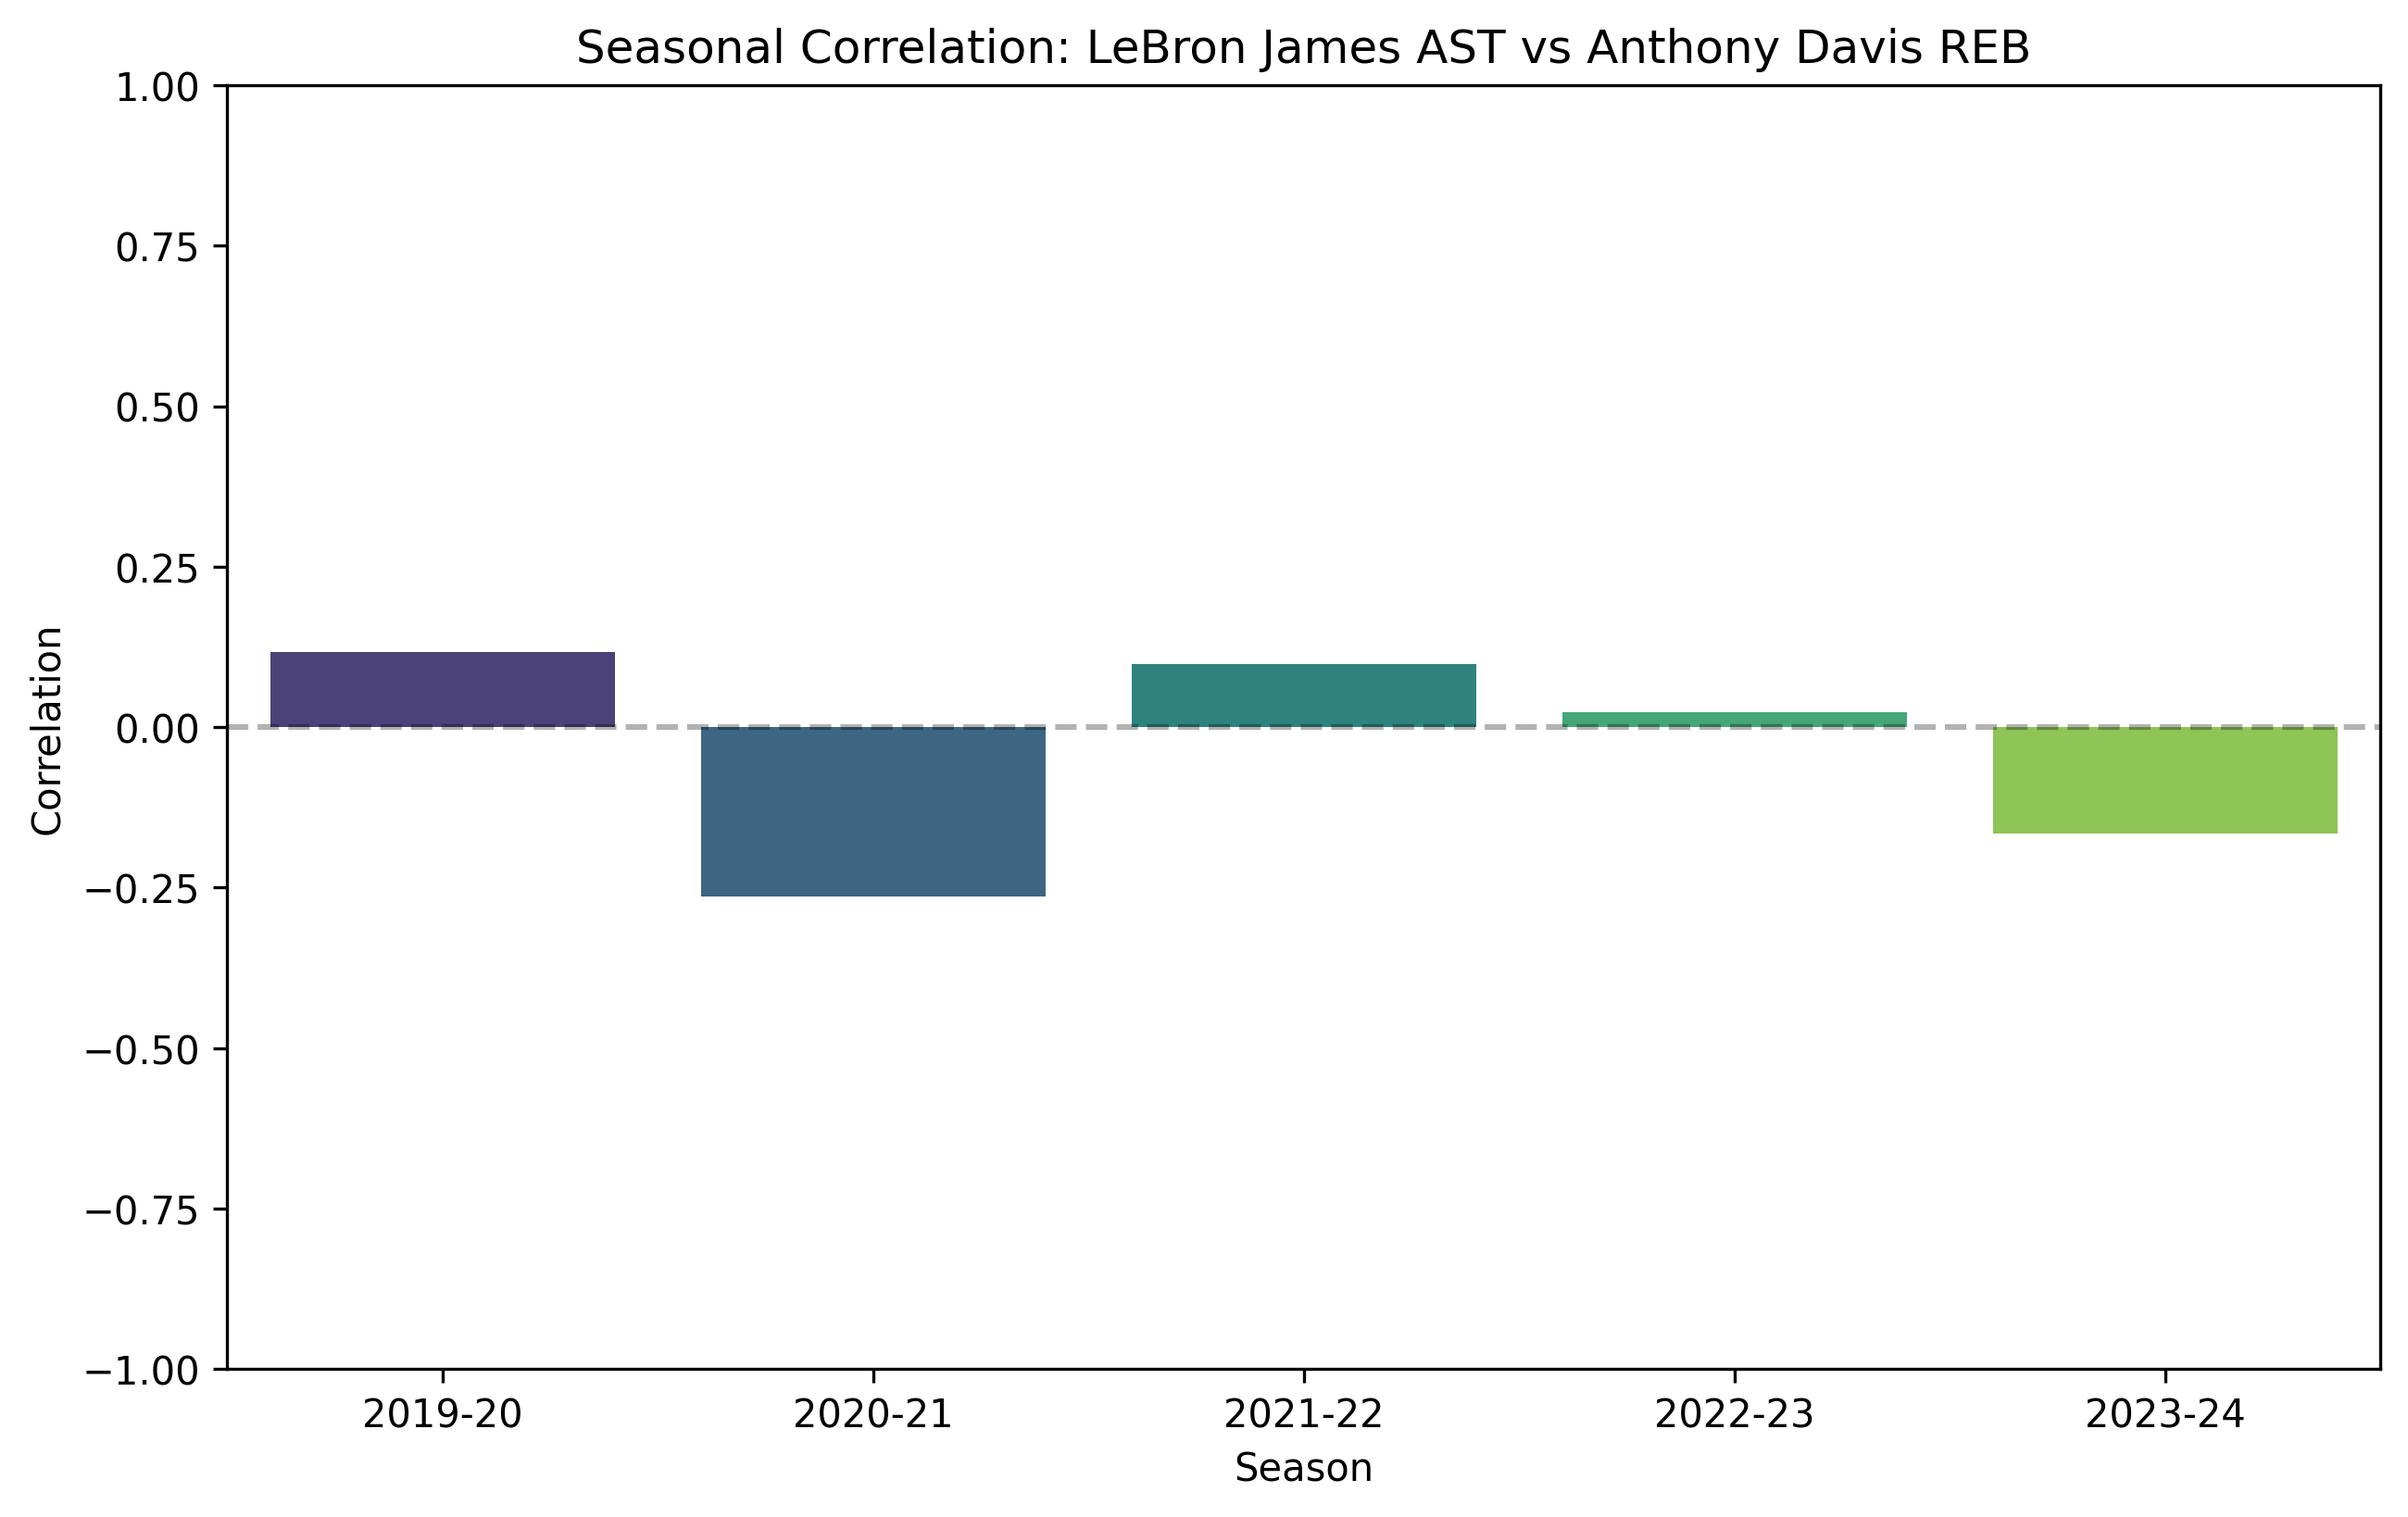 Seasonal Correlation: LeBron James AST vs Anthony Davis REB
1.00
0.75
0.50
0.25
0.00
−0.25
−0.50
−0.75
−1.00
Correlation
2019-20 2020-21 2021-22 2022-23 2023-24
Season